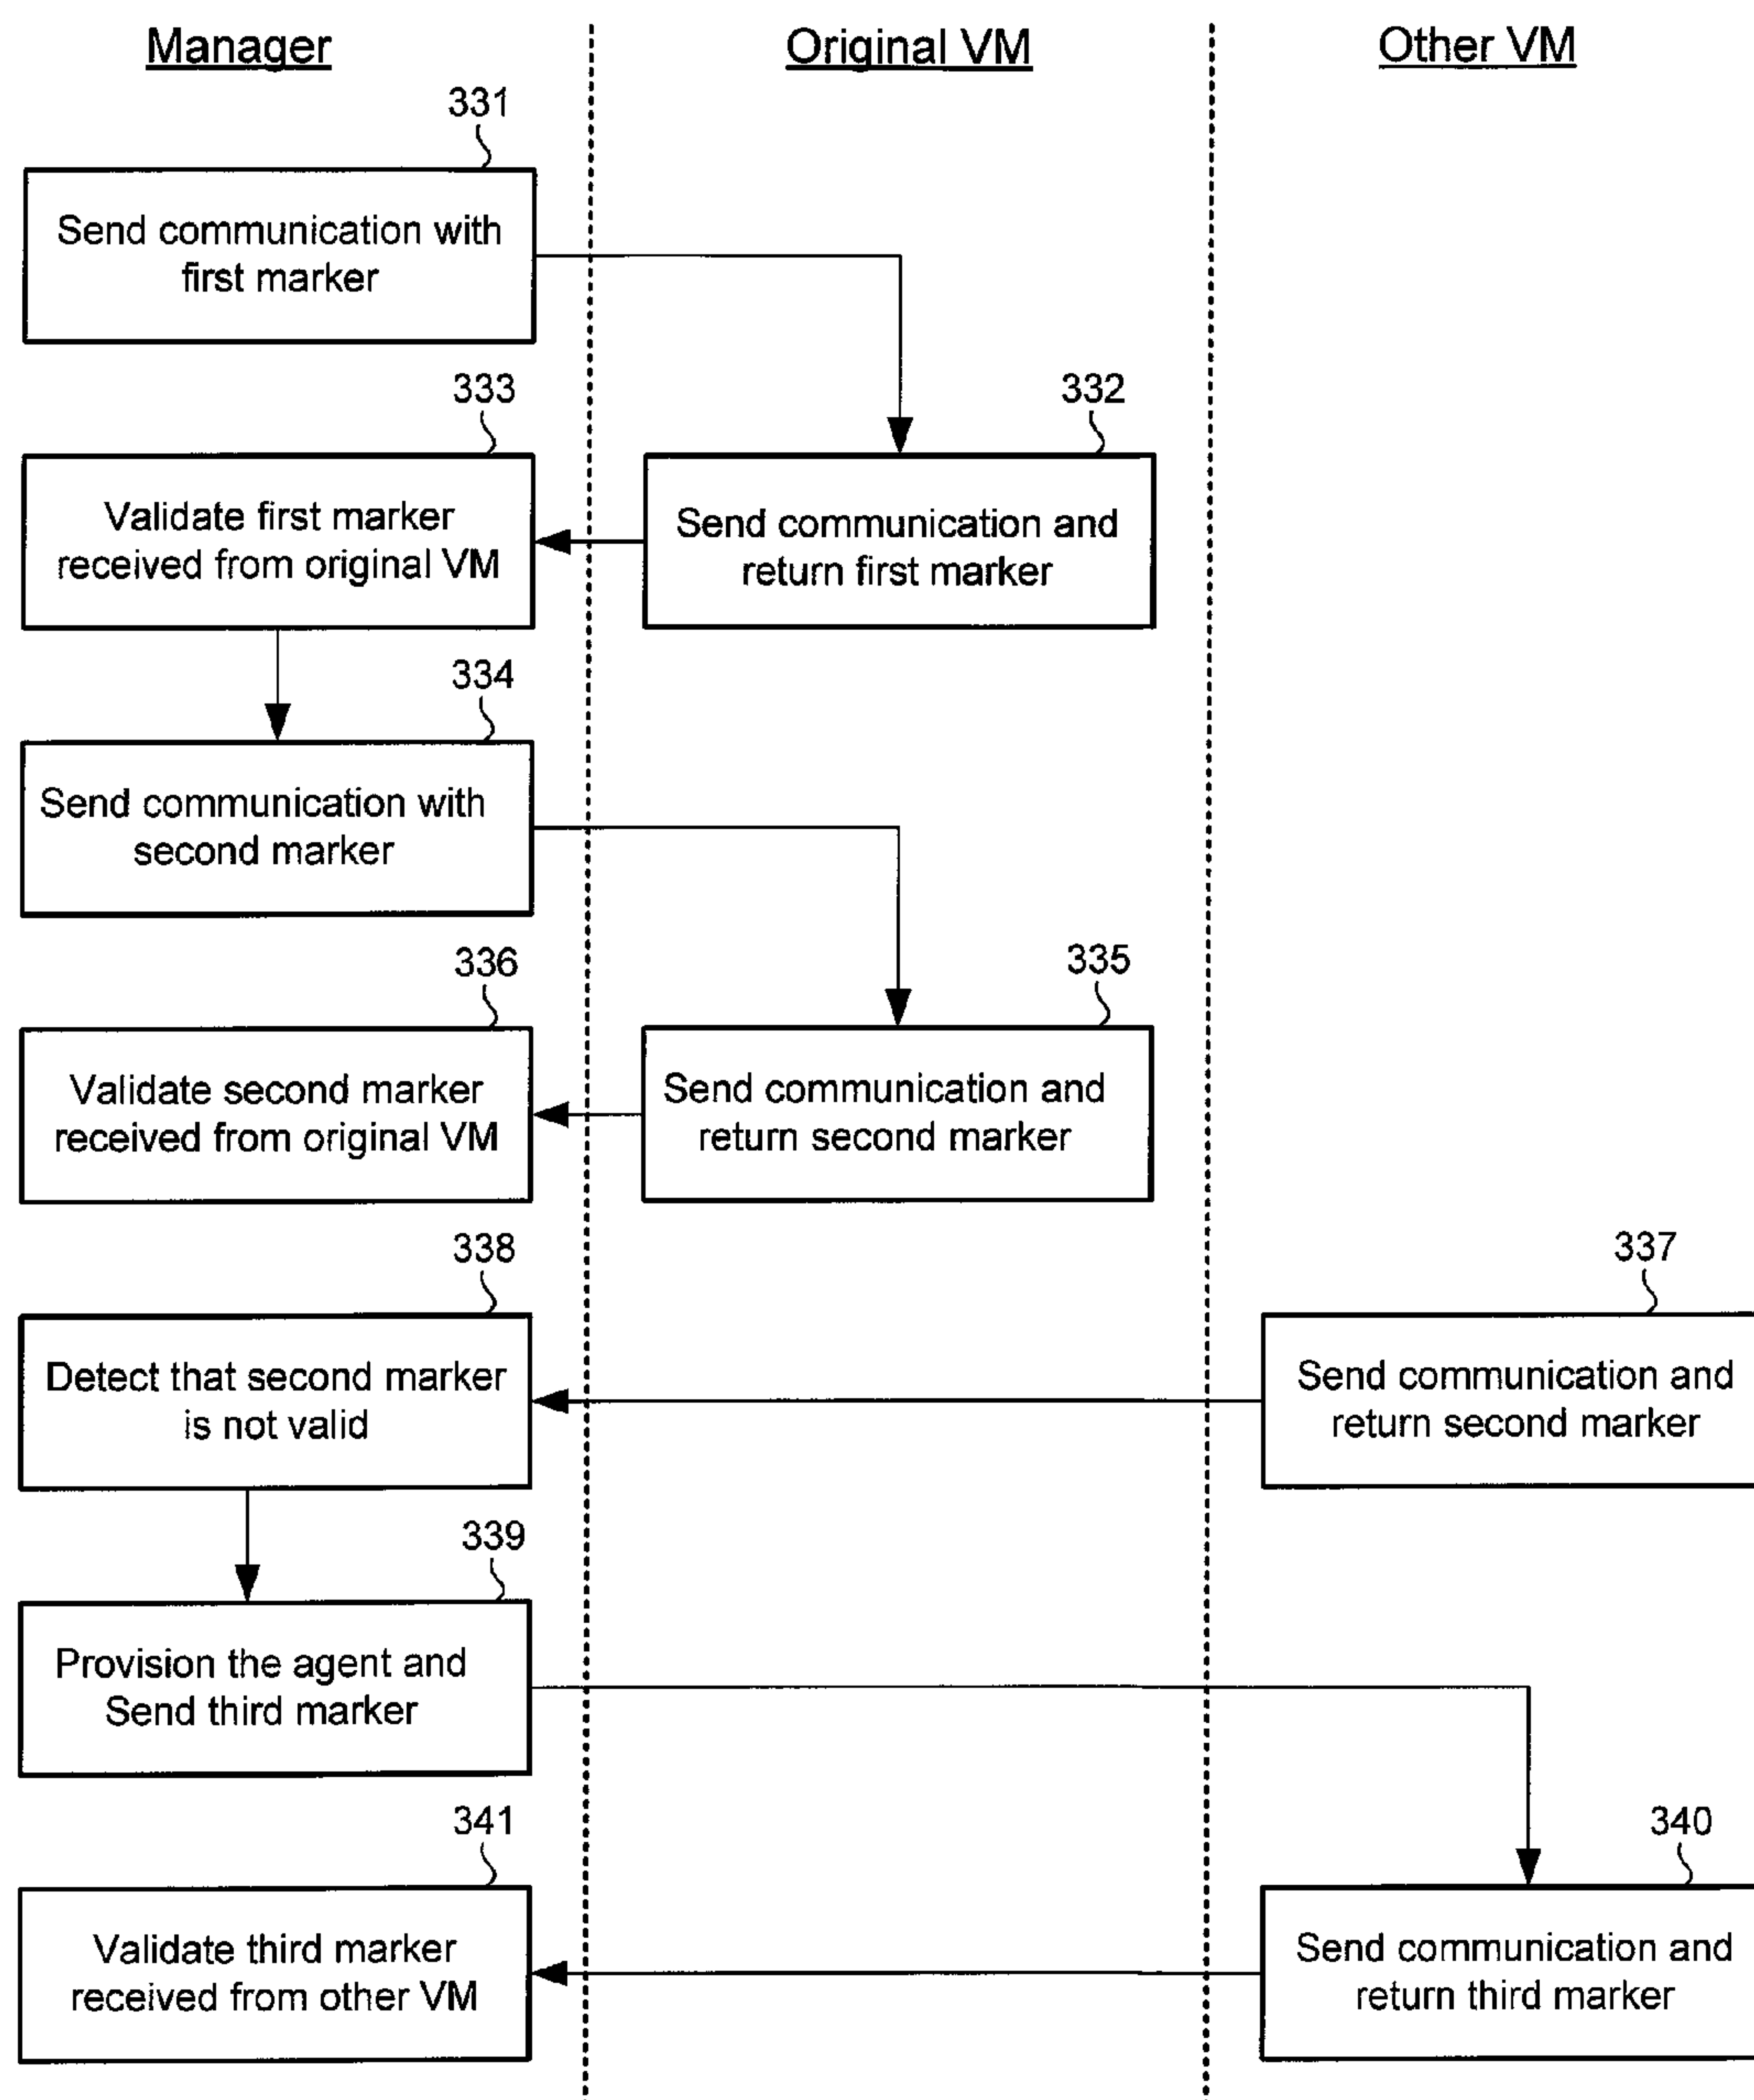 Manager
Original VM
Other VM
331
Send communication with
first marker
333
332
Validate first marker
received from original VM
Send communication and
return first marker
334
Send communication with
second marker
336
335
Validate second marker
received from original VM
Send communication and
return second marker
338
337
Detect that second marker
is not valid
Send communication and
return second marker
339
Provision the agent and
Send third marker
341
340
Validate third marker
received from other VM
Send communication and
return third marker